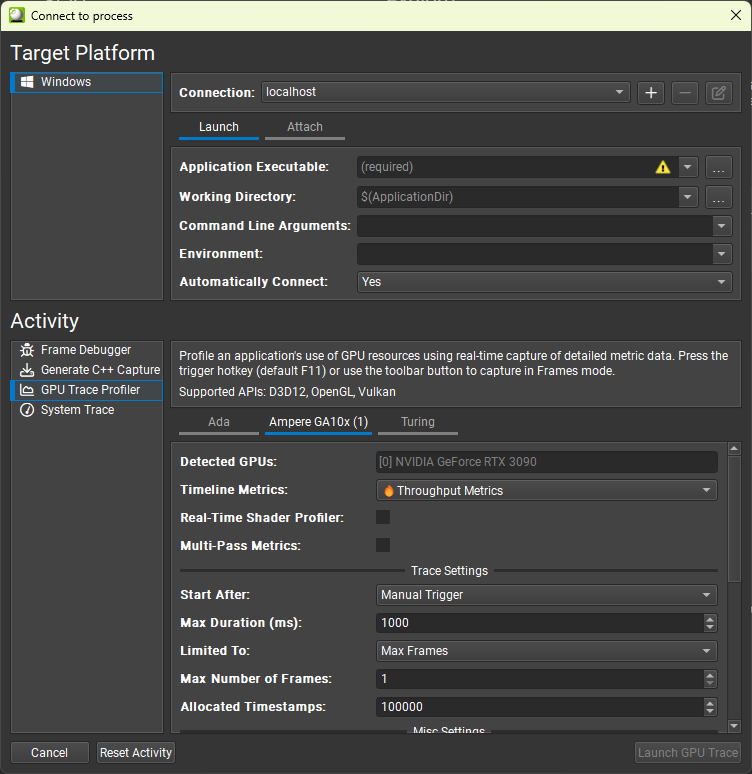 Connect to process
Target Platform
Windows
Connection: localhost
Launch Attach
Application Executable: (required) ...
Working Directory: $(ApplicationDir) ...
Command Line Arguments:
Environment:
Automatically Connect: Yes
Activity
Frame Debugger
Generate C++ Capture
GPU Trace Profiler
System Trace
Profile an application's use of GPU resources using real-time capture of detailed metric data. Press the
trigger hotkey (default F11) or use the toolbar button to capture in Frames mode.
Supported APIs: D3D12, OpenGL, Vulkan
Ada Ampere GA10x (1) Turing
Detected GPUs: [0] NVIDIA GeForce RTX 3090
Timeline Metrics: Throughput Metrics
Real-Time Shader Profiler:
Multi-Pass Metrics:
Trace Settings
Start After: Manual Trigger
Max Duration (ms): 1000
Limited To: Max Frames
Max Number of Frames: 1
Allocated Timestamps: 100000
Misc Settings
Cancel Reset Activity Launch GPU Trace